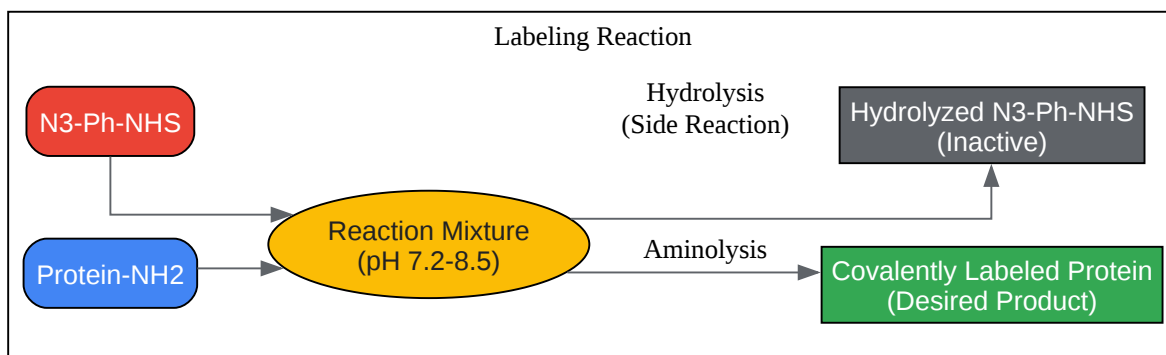 Labeling Reaction
N3-Ph-NHS
Protein-NH2
Reaction Mixture
(pH 7.2-8.5)
Hydrolysis
(Side Reaction)
Hydrolyzed N3-Ph-NHS
(Inactive)
Aminolysis
Covalently Labeled Protein
(Desired Product)